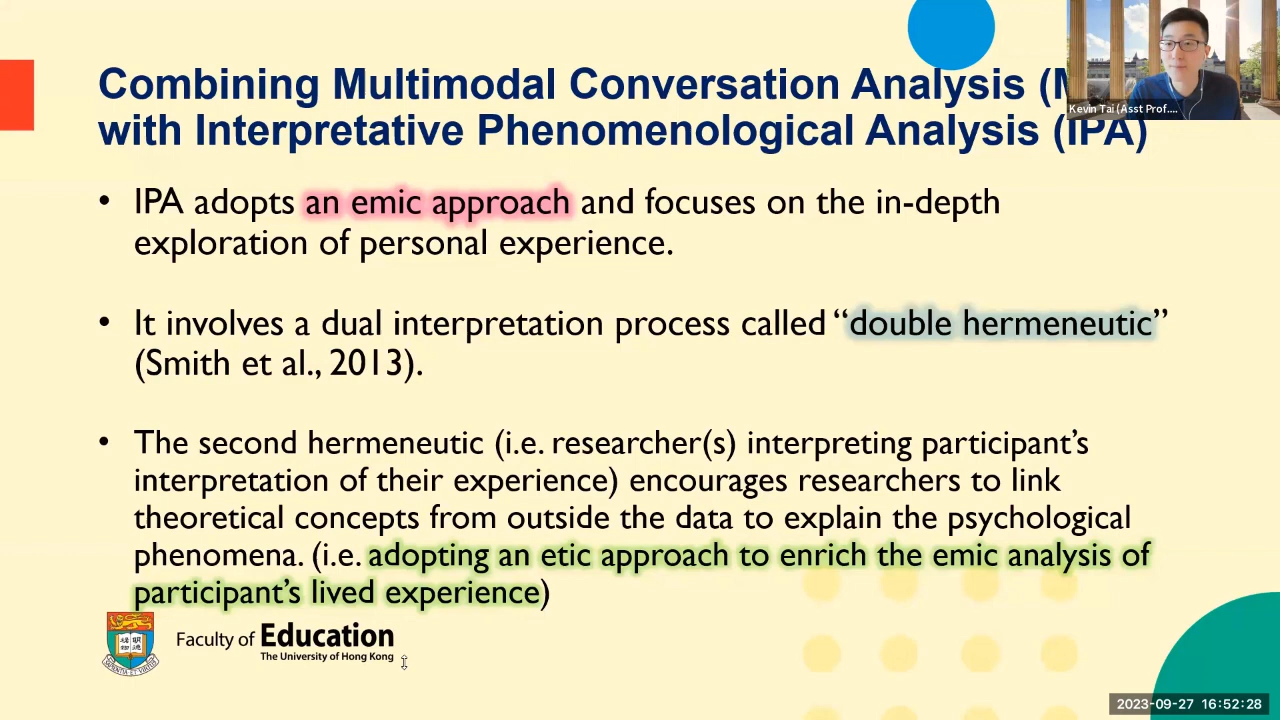 Combining Multimodal Conversation Analysis
with Interpretative Phenomenological Analysis (IPA)
Kevin Tai (Asst Prof....
• IPA adopts an emic approach and focuses on the in-depth
exploration of personal experience.
• It involves a dual interpretation process called “double hermeneutic”
(Smith et al., 2013).
• The second hermeneutic (i.e. researcher(s) interpreting participant’s
interpretation of their experience) encourages researchers to link
theoretical concepts from outside the data to explain the psychological
phenomena. (i.e. adopting an etic approach to enrich the emic analysis of
participant’s lived experience)
Faculty of Education
The University of Hong Kong
2023-09-27 16:52:28